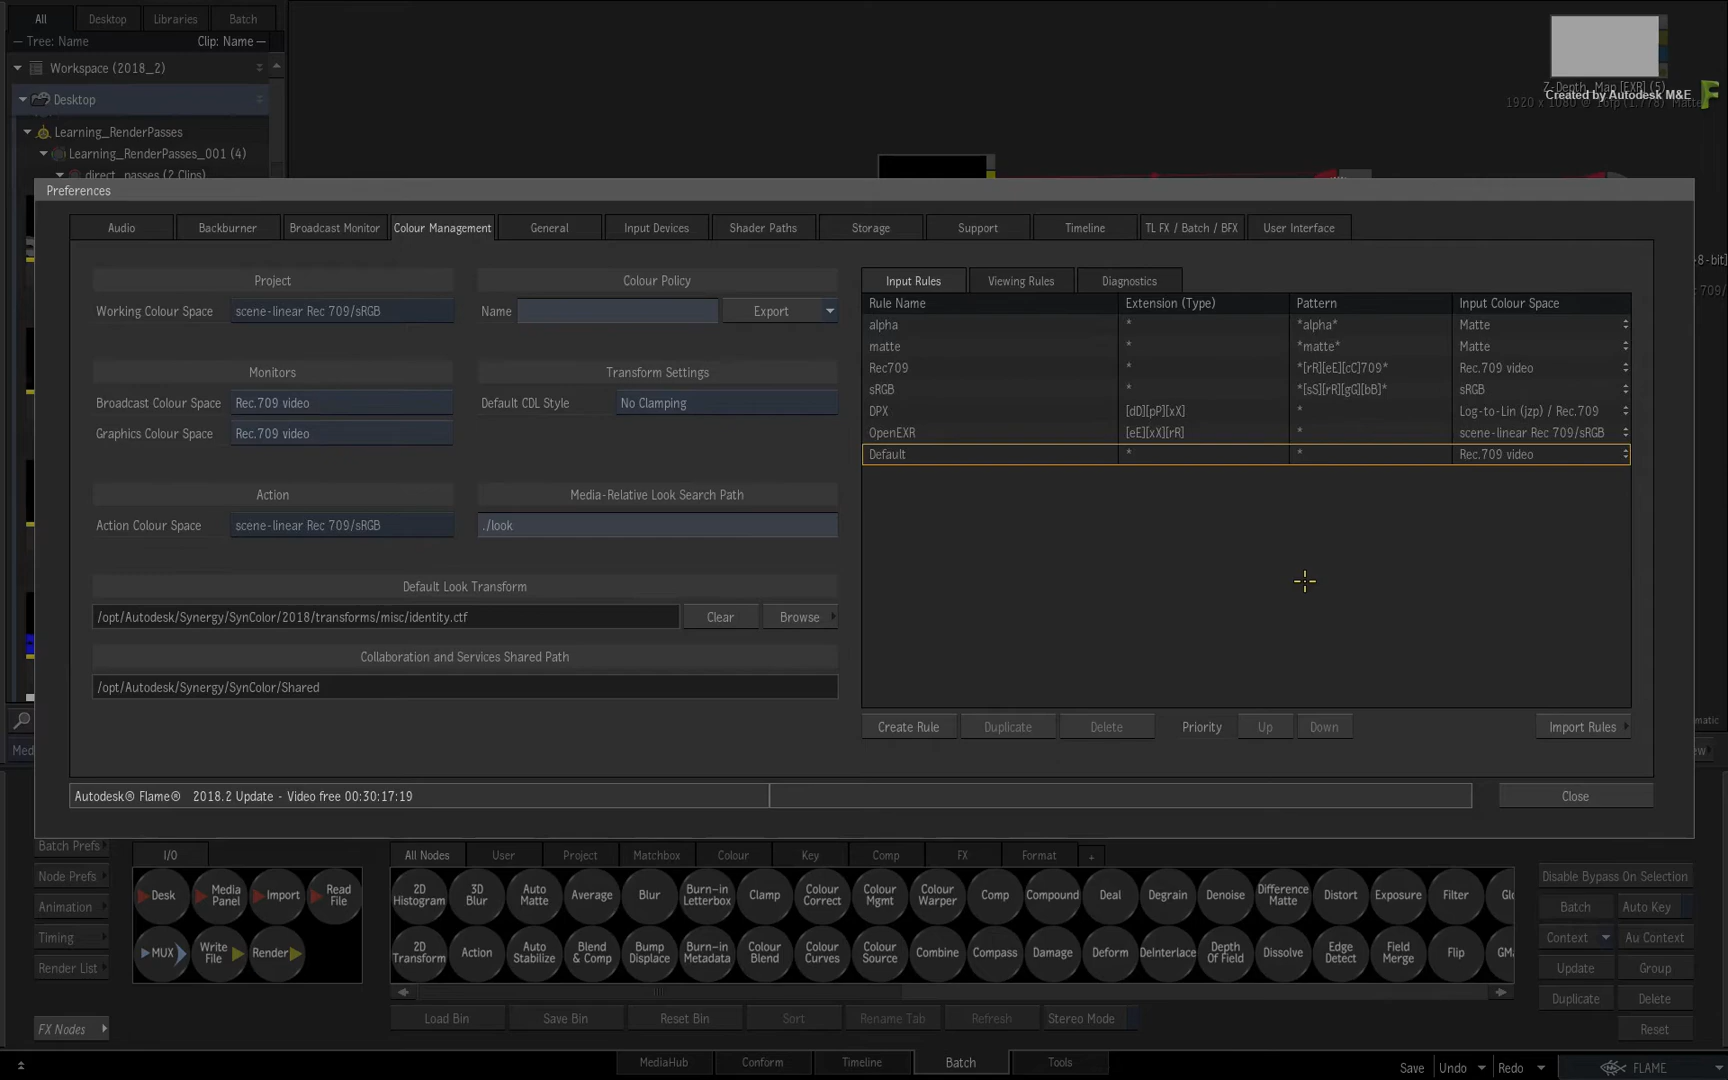 All Desktop Libraries Batch
— Tree: Name Clip: Name —
Workspace (2018_2)
Desktop
Learning_RenderPasses
Learning_RenderPasses_001 (4)
direct_passes (2 Clips)
Z-Depth_Map [EXR] (5)
Created by Autodesk M&E
1920 x 1080 @ 16fp (1.778) Matte
Preferences
Audio Backburner Broadcast Monitor Colour Management General Input Devices Shader Paths Storage Support Timeline TL FX / Batch / BFX User Interface
Project Colour Policy Input Rules Viewing Rules Diagnostics
Working Colour Space scene-linear Rec 709/sRGB Name Export
Rule Name Extension (Type) Pattern Input Colour Space
alpha * *alpha* Matte
matte * *matte* Matte
Monitors Transform Settings Rec709 * *[rR][eE][cC]709* Rec.709 video
sRGB * *[sS][rR][gG][bB]* sRGB
Broadcast Colour Space Rec.709 video Default CDL Style No Clamping
DPX [dD][pP][xX] * Log-to-Lin (jzp) / Rec.709
Graphics Colour Space Rec.709 video OpenEXR [eE][xX][rR] * scene-linear Rec 709/sRGB
Default * * Rec.709 video
Action Media-Relative Look Search Path
Action Colour Space scene-linear Rec 709/sRGB ./look
Default Look Transform
/opt/Autodesk/Synergy/SynColor/2018/transforms/misc/identity.ctf Clear Browse
Collaboration and Services Shared Path
/opt/Autodesk/Synergy/SynColor/Shared
Create Rule Duplicate Delete Priority Up Down Import Rules
Autodesk® Flame® 2018.2 Update - Video free 00:30:17:19 Close
Batch Prefs I/O All Nodes User Project Matchbox Colour Key Comp FX Format +
Node Prefs Disable Bypass On Selection
Desk Media Panel Import Read File 2D Histogram 3D Blur Auto Matte Average Blur Burn-in Letterbox Clamp Colour Correct Colour Mgmt Colour Warper Comp Compound Deal Degrain Denoise Difference Matte Distort Exposure Filter
Animation Batch Auto Key
Timing Context Au Context
MUX Write File Render 2D Transform Action Auto Stabilize Blend & Comp Bump Displace Burn-in Metadata Colour Blend Colour Curves Colour Source Combine Compass Damage Deform DeInterlace Depth Of Field Dissolve Edge Detect Field Merge Flip
Render List Update Group
Duplicate Delete
FX Nodes Load Bin Save Bin Reset Bin Sort Rename Tab Refresh Stereo Mode Reset
MediaHub Conform Timeline Batch Tools Save Undo Redo FLAME